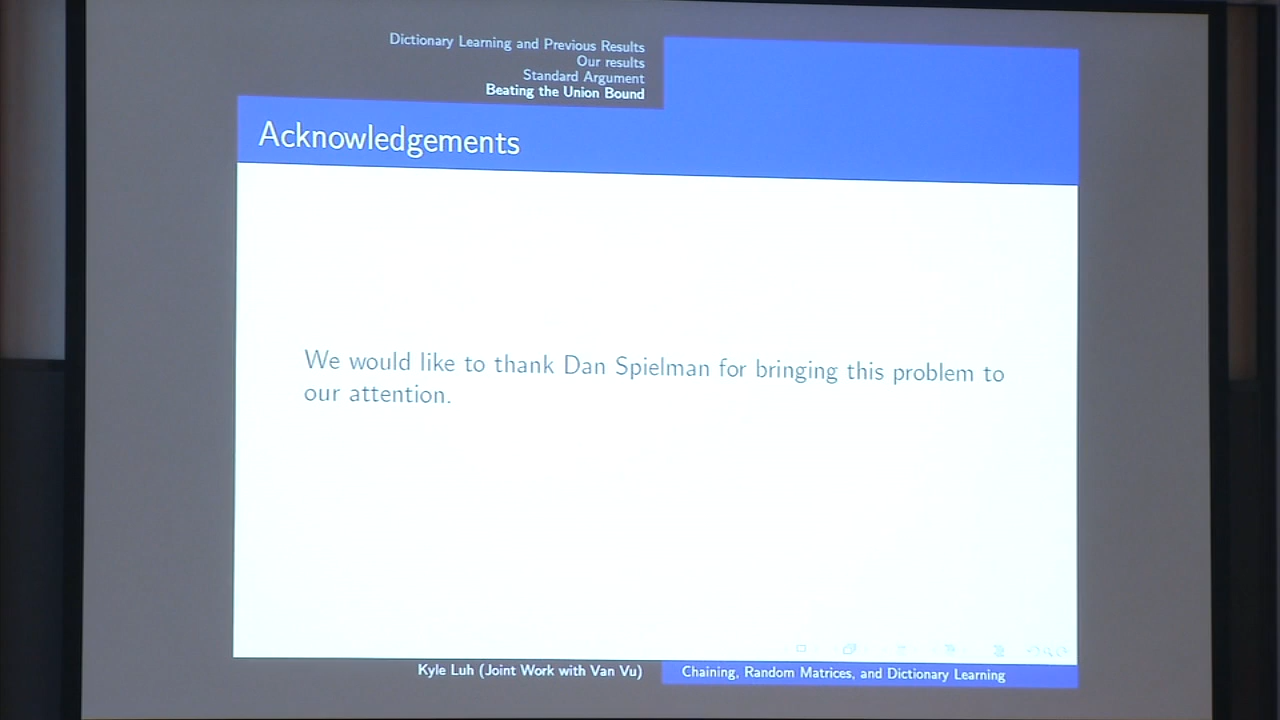 Dictionary Learning and Previous Results
Our results
Standard Argument
Beating the Union Bound
Acknowledgements
We would like to thank Dan Spielman for bringing this problem to
our attention.
Kyle Luh (Joint Work with Van Vu)
Chaining, Random Matrices, and Dictionary Learning